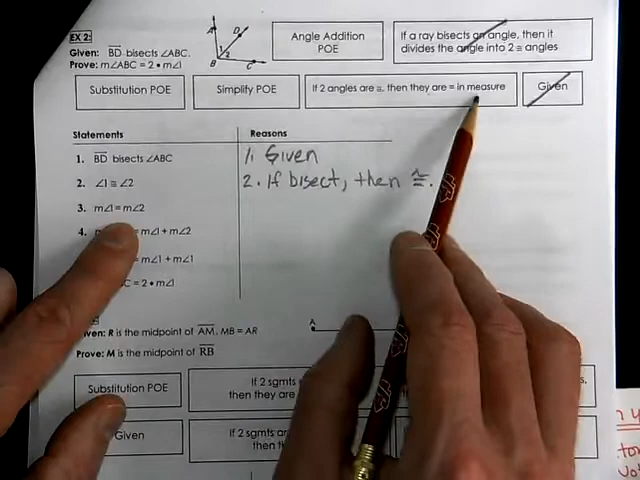 EX 2:
Given: BD bisects ∠ABC.
Prove: m∠ABC = 2 • m∠1
A
D
1
2
B
C
Angle Addition
POE
If a ray bisects an angle, then it
divides the angle into 2 ≅ angles
Substitution POE
Simplify POE
If 2 angles are ≅, then they are = in measure
Given
Statements
Reasons
1. BD bisects ∠ABC
1. Given
2. ∠1 ≅ ∠2
2. If bisect, then ≅.
3. m∠1 = m∠2
4. = m∠1 + m∠2
= m∠1 + m∠1
= 2 • m∠1
R is the midpoint of AM, MB = AR
A
Prove: M is the midpoint of RB
Substitution POE
If 2 sgmts
then they are
Given
If 2 sgmts